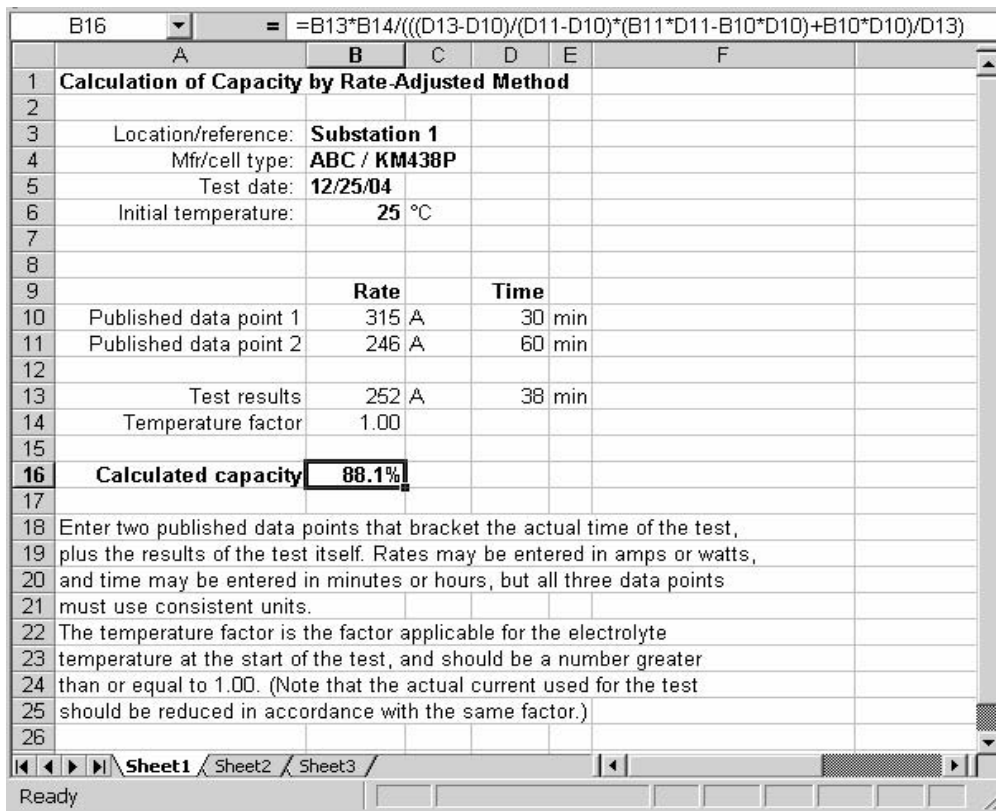 B16 = =B13*B14/((((D13-D10)/(D11-D10)*(B11*D11-B10*D10)+B10*D10)/D13)
A B C D E F
1 Calculation of Capacity by Rate-Adjusted Method
2
3 Location/reference: Substation 1
4 Mfr/cell type: ABC / KM438P
5 Test date: 12/25/04
6 Initial temperature: 25 °C
7
8
9 Rate Time
10 Published data point 1 315 A 30 min
11 Published data point 2 246 A 60 min
12
13 Test results 252 A 38 min
14 Temperature factor 1.00
15
16 Calculated capacity 88.1%
17
18 Enter two published data points that bracket the actual time of the test,
19 plus the results of the test itself. Rates may be entered in amps or watts,
20 and time may be entered in minutes or hours, but all three data points
21 must use consistent units.
22 The temperature factor is the factor applicable for the electrolyte
23 temperature at the start of the test, and should be a number greater
24 than or equal to 1.00. (Note that the actual current used for the test
25 should be reduced in accordance with the same factor.)
26
Sheet1 Sheet2 Sheet3
Ready